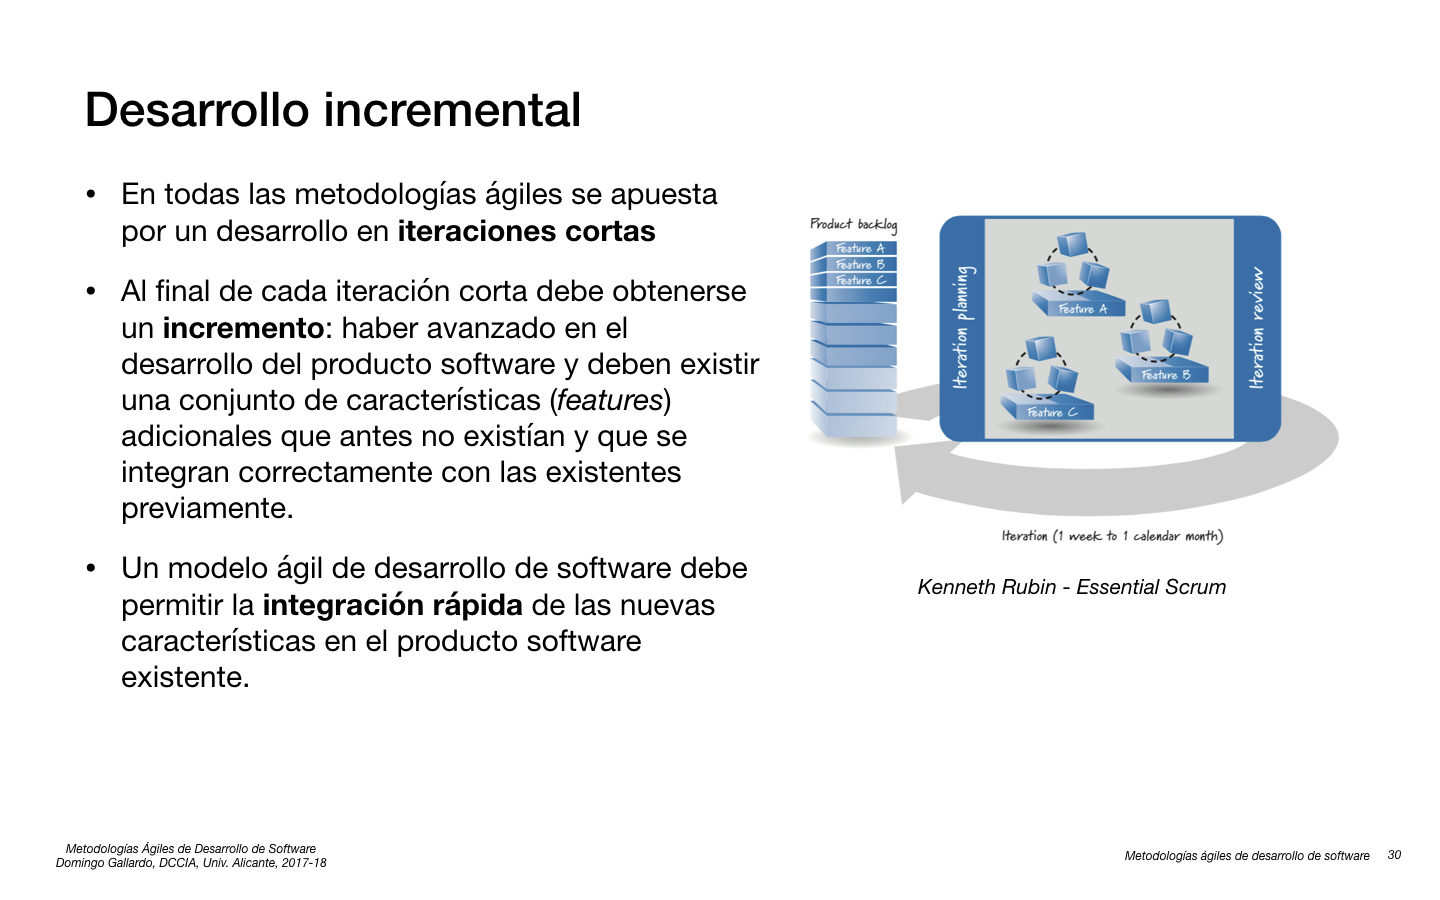 Desarrollo incremental
• En todas las metodologías ágiles se apuesta
por un desarrollo en iteraciones cortas
• Al final de cada iteración corta debe obtenerse
un incremento: haber avanzado en el
desarrollo del producto software y deben existir
una conjunto de características (features)
adicionales que antes no existían y que se
integran correctamente con las existentes
previamente.
• Un modelo ágil de desarrollo de software debe
permitir la integración rápida de las nuevas
características en el producto software
existente.
Product backlog
Feature A
Feature B
Feature C
Iteration planning
Feature A
Feature B
Feature C
Iteration review
Iteration (1 week to 1 calendar month)
Kenneth Rubin - Essential Scrum
Metodologías Ágiles de Desarrollo de Software
Domingo Gallardo, DCCIA, Univ. Alicante, 2017-18
Metodologías ágiles de desarrollo de software 30